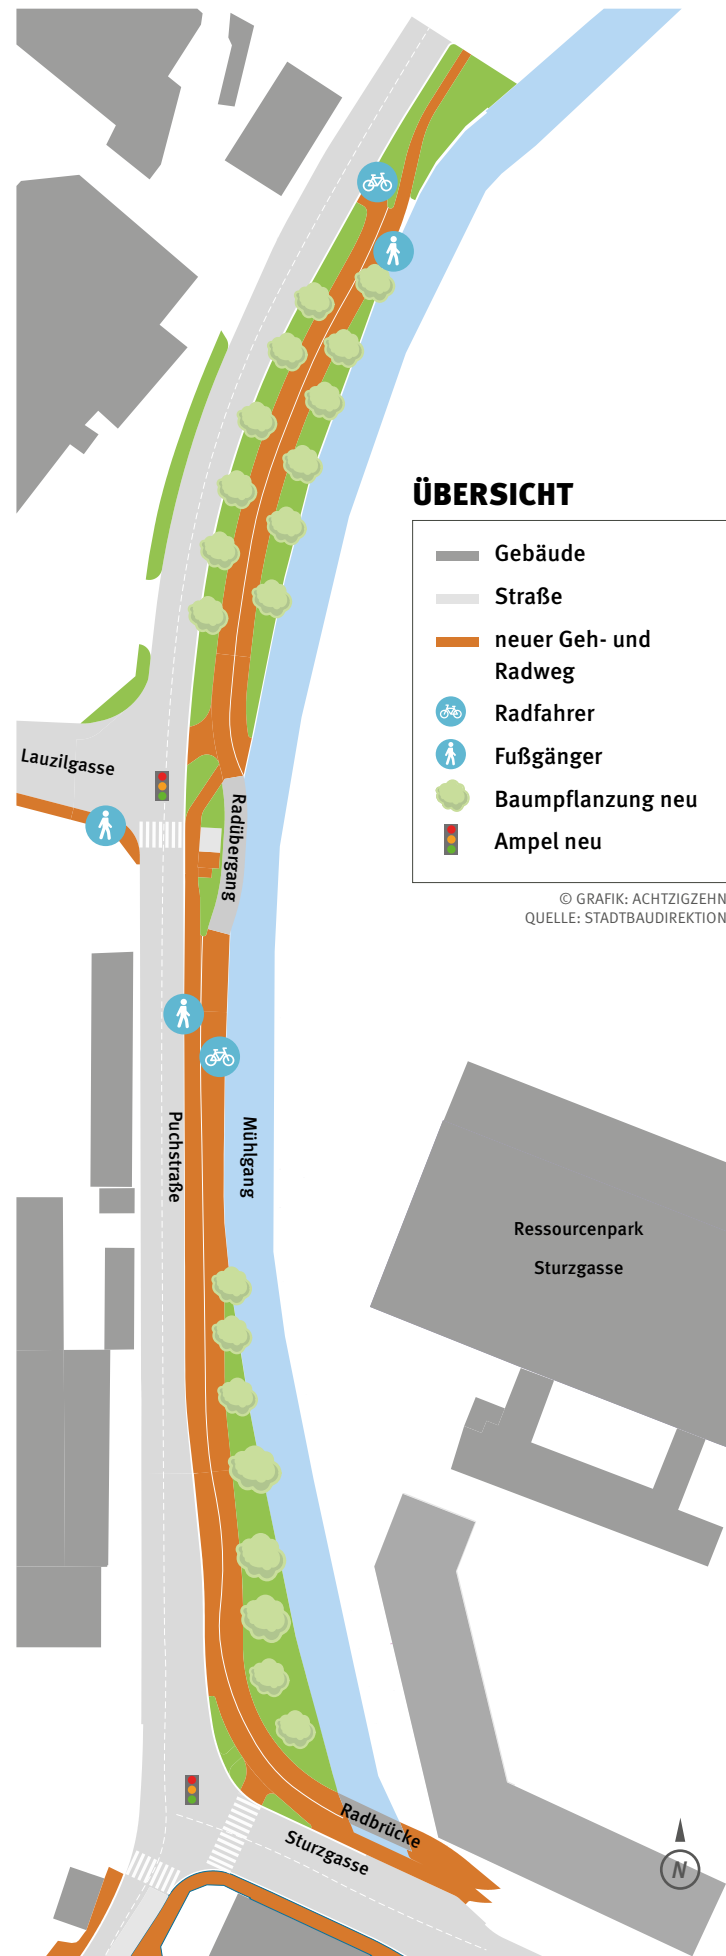 ÜBERSICHT
Gebäude
Straße
neuer Geh- und
Radweg
Radfahrer
Fußgänger
Baumpflanzung neu
Ampel neu
© GRAFIK: ACHTZIGZEHN
QUELLE: STADTBAUDIREKTION
Lauzilgasse
Radübergang
Puchstraße
Mühlgang
Ressourcenpark
Sturzgasse
Radbrücke
Sturzgasse
N